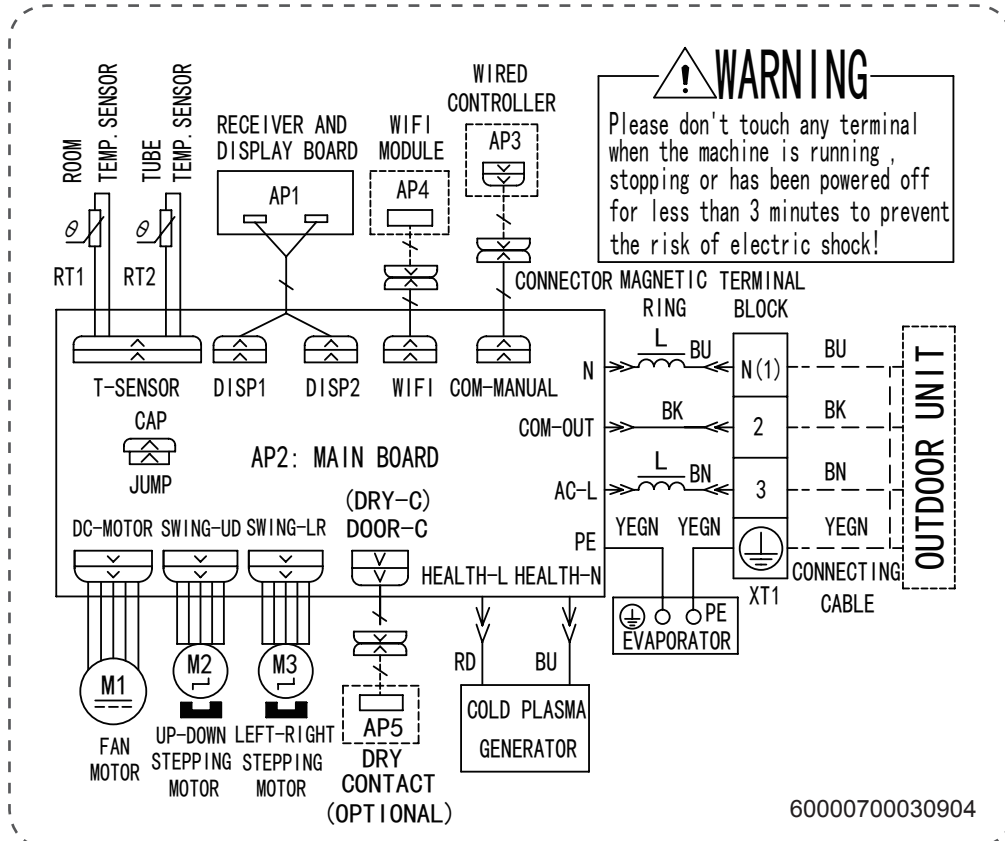 WARNING
Please don't touch any terminal
when the machine is running ,
stopping or has been powered off
for less than 3 minutes to prevent
the risk of electric shock!
ROOM
TEMP. SENSOR
TUBE
TEMP. SENSOR
RECEIVER AND
DISPLAY BOARD
WIFI
MODULE
WIRED
CONTROLLER
AP1
AP4
AP3
θ
θ
RT1
RT2
CONNECTOR
MAGNETIC
RING
TERMINAL
BLOCK
T-SENSOR
DISP1
DISP2
WIFI
COM-MANUAL
N
L
BU
N(1)
BU
CAP
JUMP
AP2: MAIN BOARD
COM-OUT
BK
2
BK
AC-L
L
BN
3
BN
OUTDOOR UNIT
DC-MOTOR
SWING-UD
SWING-LR
(DRY-C)
DOOR-C
PE
YEGN
YEGN
YEGN
HEALTH-L
HEALTH-N
XT1
CONNECTING
CABLE
PE
EVAPORATOR
M1
M2
M3
RD
BU
FAN
MOTOR
UP-DOWN
STEPPING
MOTOR
LEFT-RIGHT
STEPPING
MOTOR
AP5
DRY
CONTACT
(OPTIONAL)
COLD PLASMA
GENERATOR
60000700030904